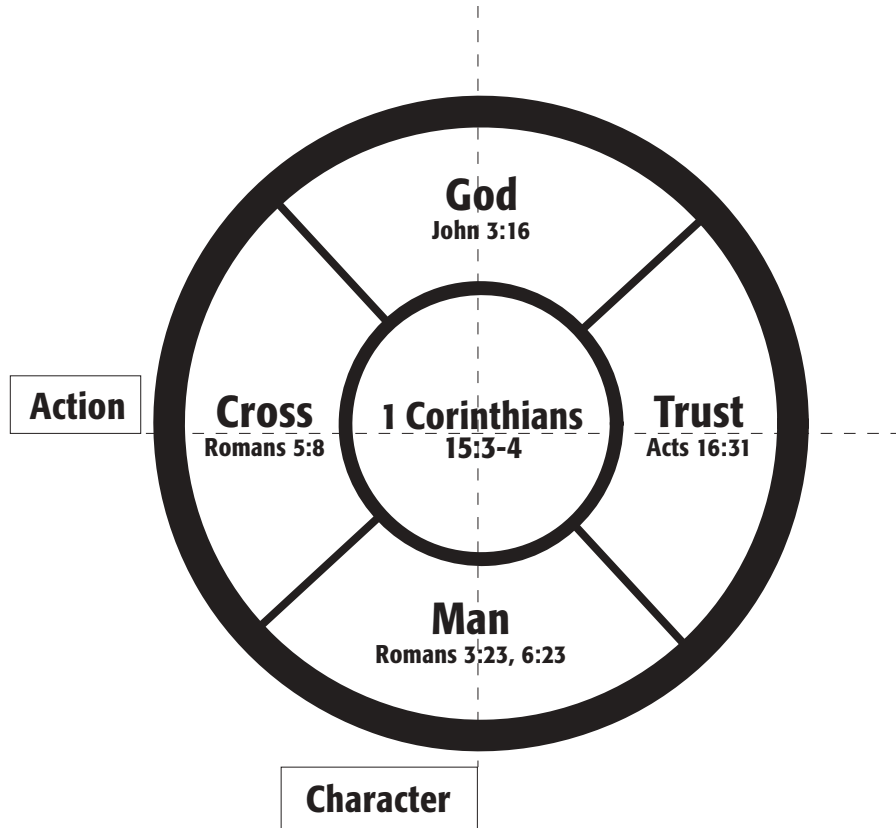 God
John 3:16
Action
Cross
Romans 5:8
1 Corinthians
15:3-4
Trust
Acts 16:31
Man
Romans 3:23, 6:23
Character